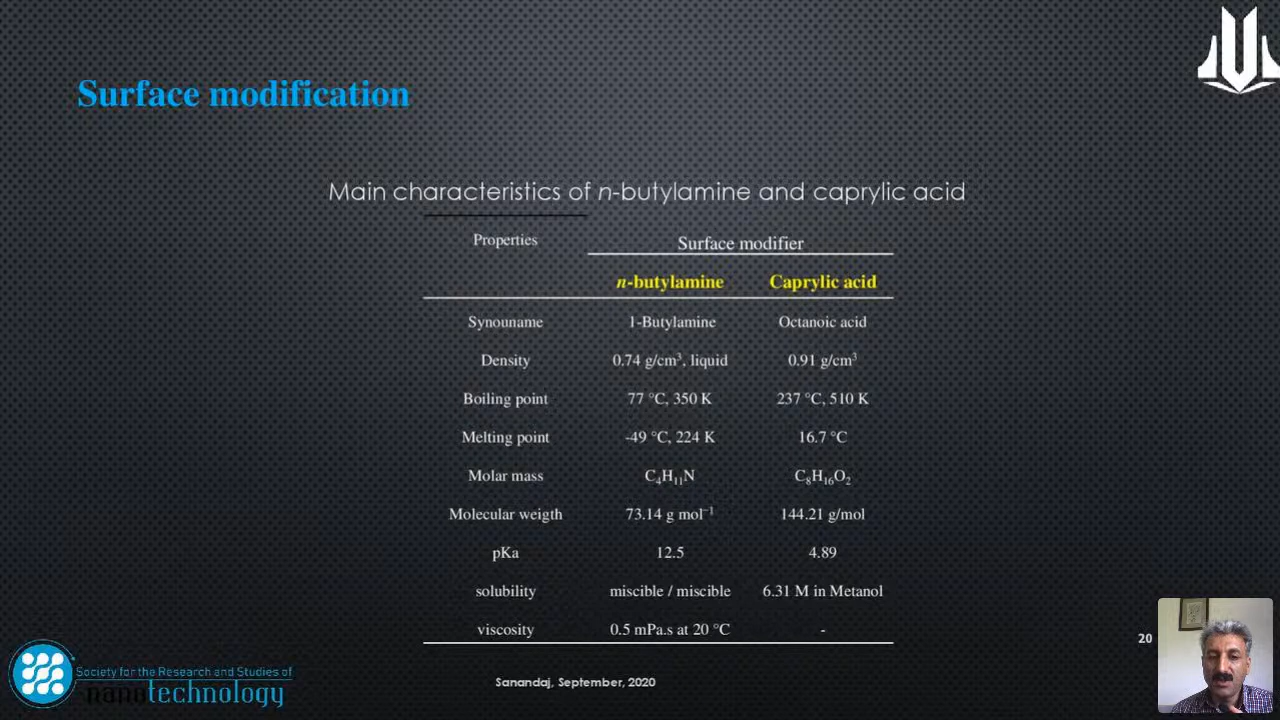 Surface modification
Main characteristics of n-butylamine and caprylic acid
Properties Surface modifier
n-butylamine Caprylic acid
Synouname 1-Butylamine Octanoic acid
Density 0.74 g/cm³, liquid 0.91 g/cm³
Boiling point 77 °C, 350 K 237 °C, 510 K
Melting point -49 °C, 224 K 16.7 °C
Molar mass C₄H₁₁N C₈H₁₆O₂
Molecular weigth 73.14 g mol⁻¹ 144.21 g/mol
pKa 12.5 4.89
solubility miscible / miscible 6.31 M in Metanol
viscosity 0.5 mPa.s at 20 °C -
20
Society for the Research and Studies of
nanotechnology
Sanandaj, September, 2020